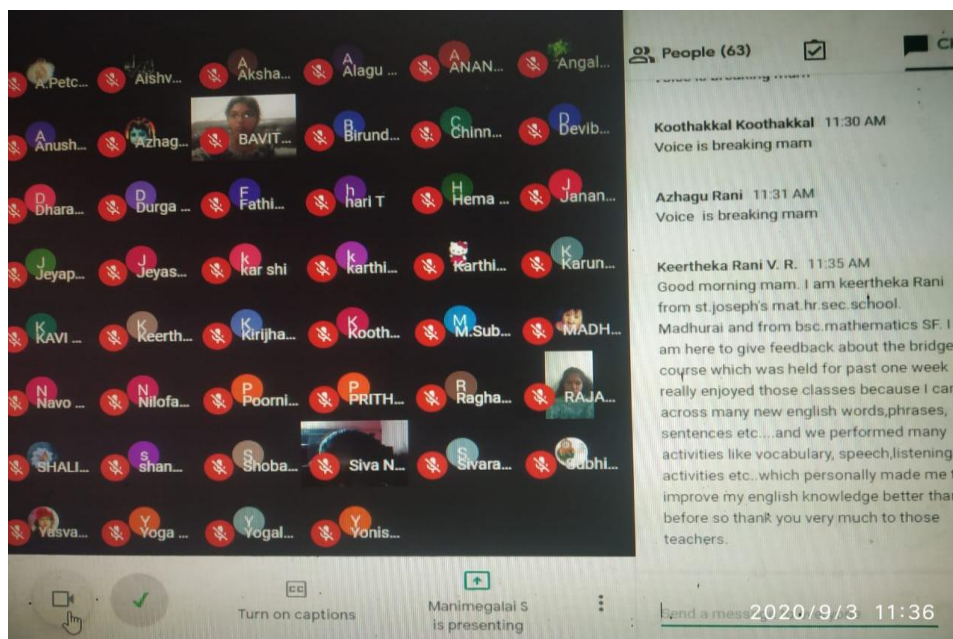 People (63)
Voice is breaking mam
A.Petc...
Aishv...
A
Aksha...
A
Alagu ...
A
ANAN...
Angal...
A
Anush...
Azhag...
BAVIT...
B
Birund...
C
Chinn...
D
Devib...
D
Dhara...
D
Durga ...
F
Fathi...
h
hari T
H
Hema ...
J
Janan...
J
Jeyap...
J
Jeyas...
k
kar shi
k
karthi...
Karthi...
K
Karun...
K
KAVI ...
K
Keerth...
K
Kirijha...
K
Kooth...
M
M.Sub...
MADH...
N
Navo ...
N
Nilofa...
P
Poorni...
P
PRITH...
R
Ragha...
RAJA...
SHALI...
s
shan...
S
Shoba...
Siva N...
S
Sivara...
Subhi...
Yasva...
Y
Yoga ...
Y
Yogal...
Y
Yonis...
Koothakkal Koothakkal 11:30 AM
Voice is breaking mam
Azhagu Rani 11:31 AM
Voice is breaking mam
Keertheka Rani V. R. 11:35 AM
Good morning mam. I am keertheka Rani
from st.joseph's mat.hr.sec.school.
Madhurai and from bsc.mathematics SF. I
am here to give feedback about the bridge
course which was held for past one week
really enjoyed those classes because I
across many new english words,phrases,
sentences etc....and we performed many
activities like vocabulary, speech,listening
activities etc..which personally made me
improve my english knowledge better
before so thank you very much to those
teachers.
CC
Turn on captions
Manimegalai S
is presenting
Send a
2020/9/3 11:36